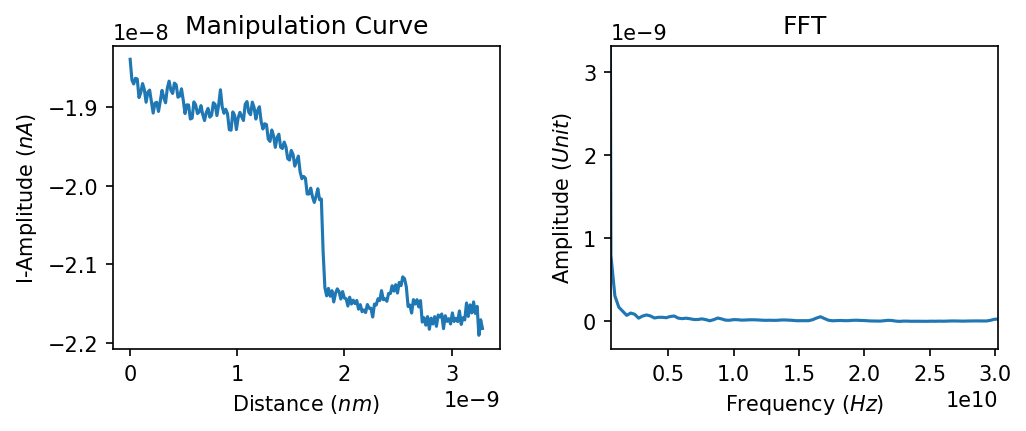 Manipulation Curve
1e−8
−1.9
−2.0
−2.1
−2.2
I-Amplitude (nA)
0 1 2 3
Distance (nm)
1e−9
FFT
1e−9
3
2
1
0
Amplitude (Unit)
0.5 1.0 1.5 2.0 2.5 3.0
Frequency (Hz)
1e10